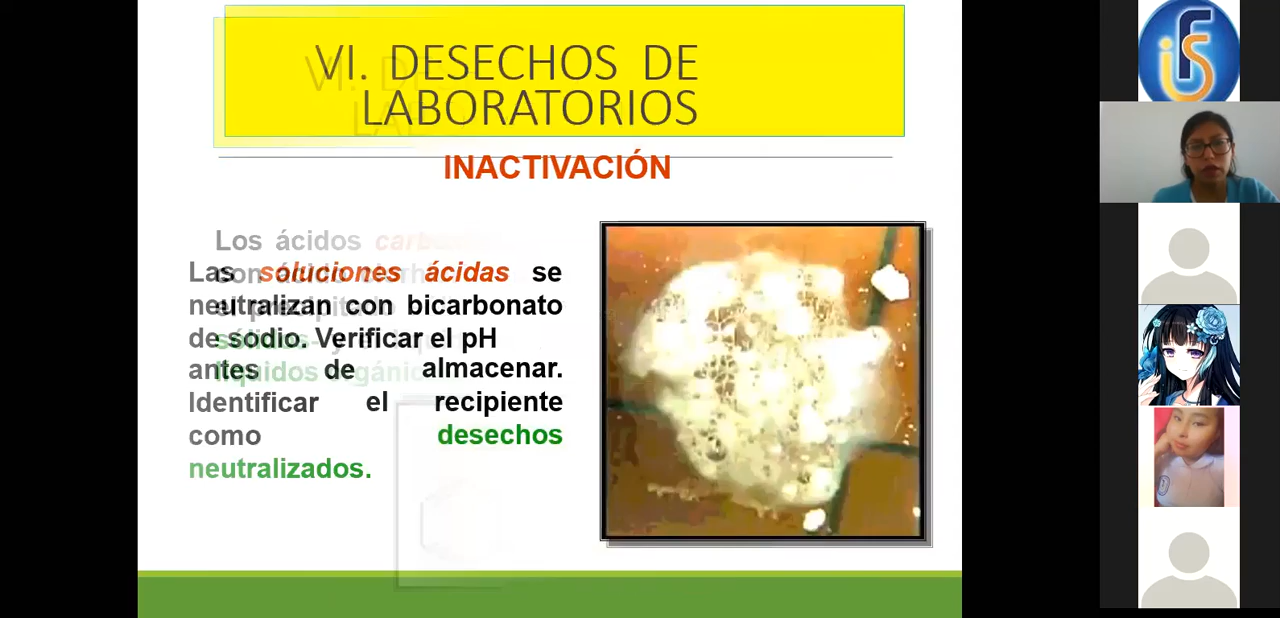 VI. DESECHOS DE
LABORATORIOS
INACTIVACIÓN
Los ácidos
Las soluciones ácidas se
neutralizan con bicarbonato
de sodio. Verificar el pH
antes de almacenar.
Identificar el recipiente
como desechos
neutralizados.